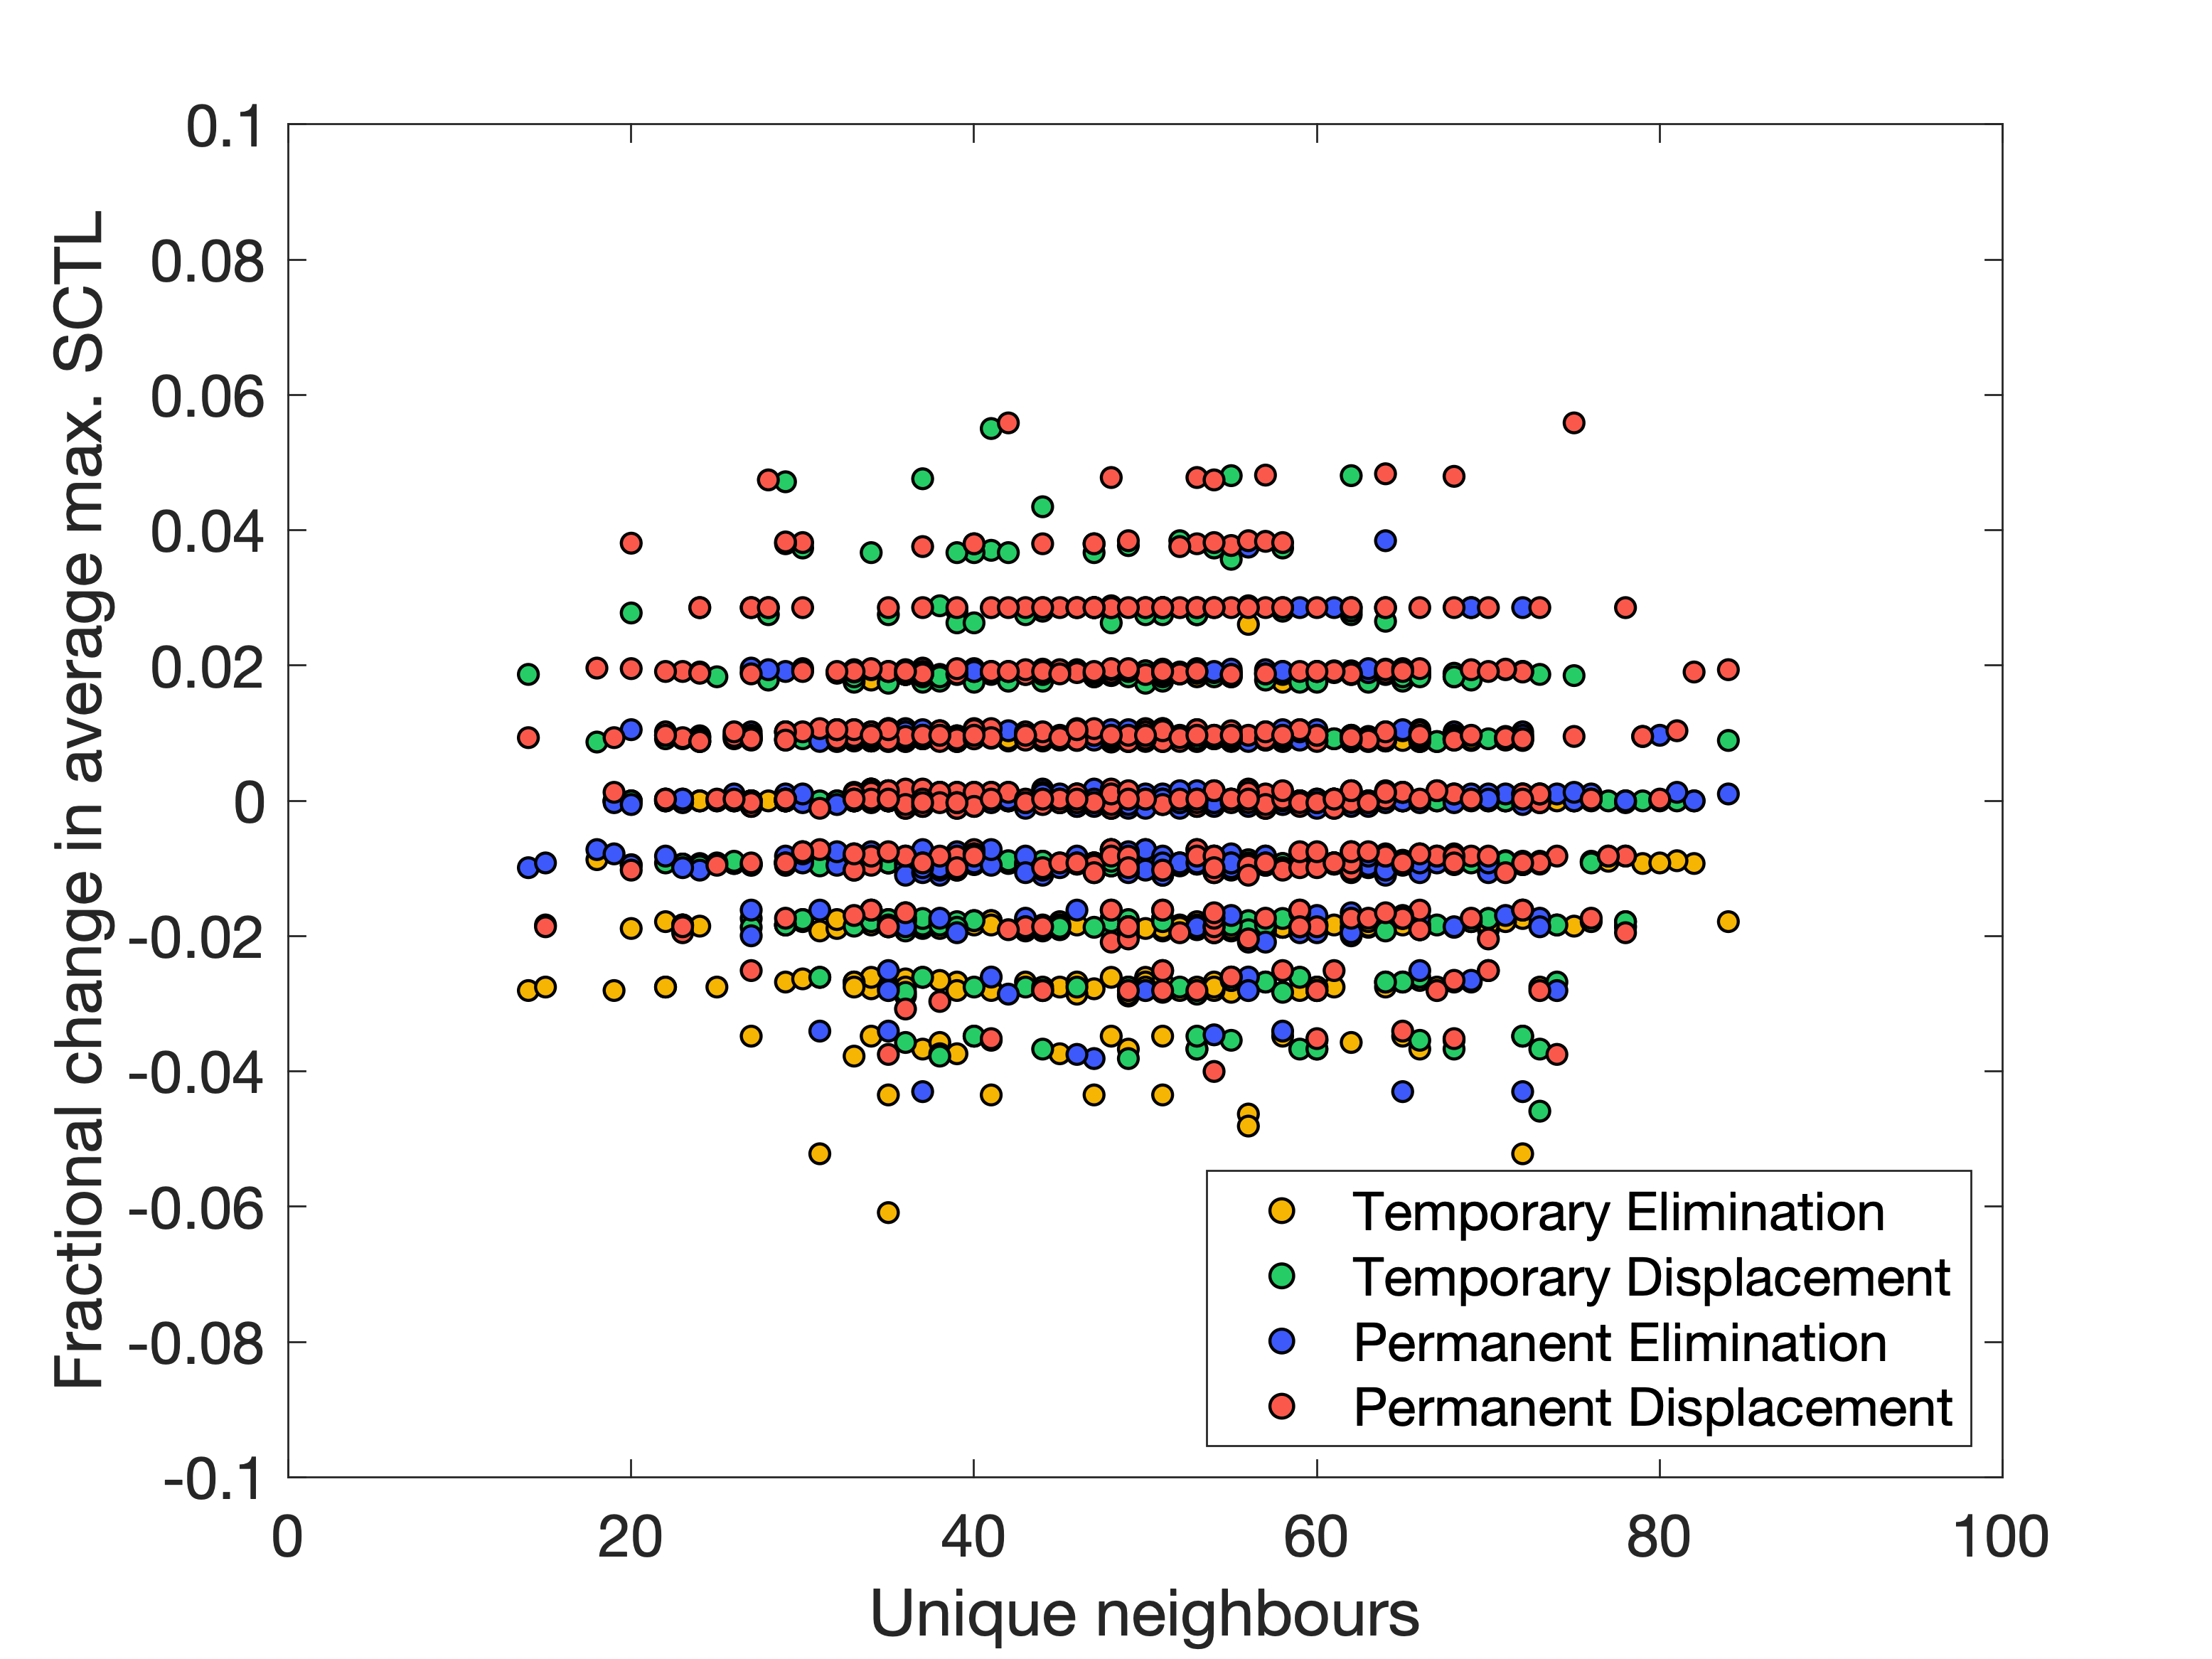 0.1
0.08
0.06
0.04
0.02
0
-0.02
-0.04
-0.06
-0.08
-0.1
Fractional change in average max. SCTL
Temporary Elimination
Temporary Displacement
Permanent Elimination
Permanent Displacement
0 20 40 60 80 100
Unique neighbours